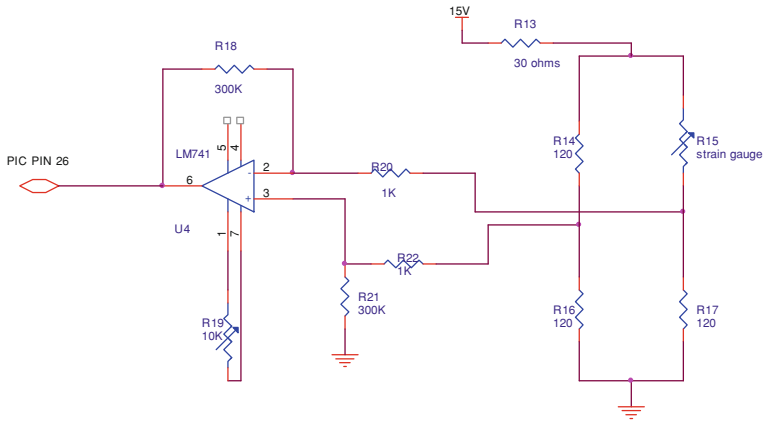 15V
R13
30 ohms
R18
300K
5
4
LM741
2
-
R20
1K
R14
120
R15
strain gauge
PIC PIN 26
6
3
+
U4
1
7
R22
1K
R21
300K
R16
120
R17
120
R19
10K